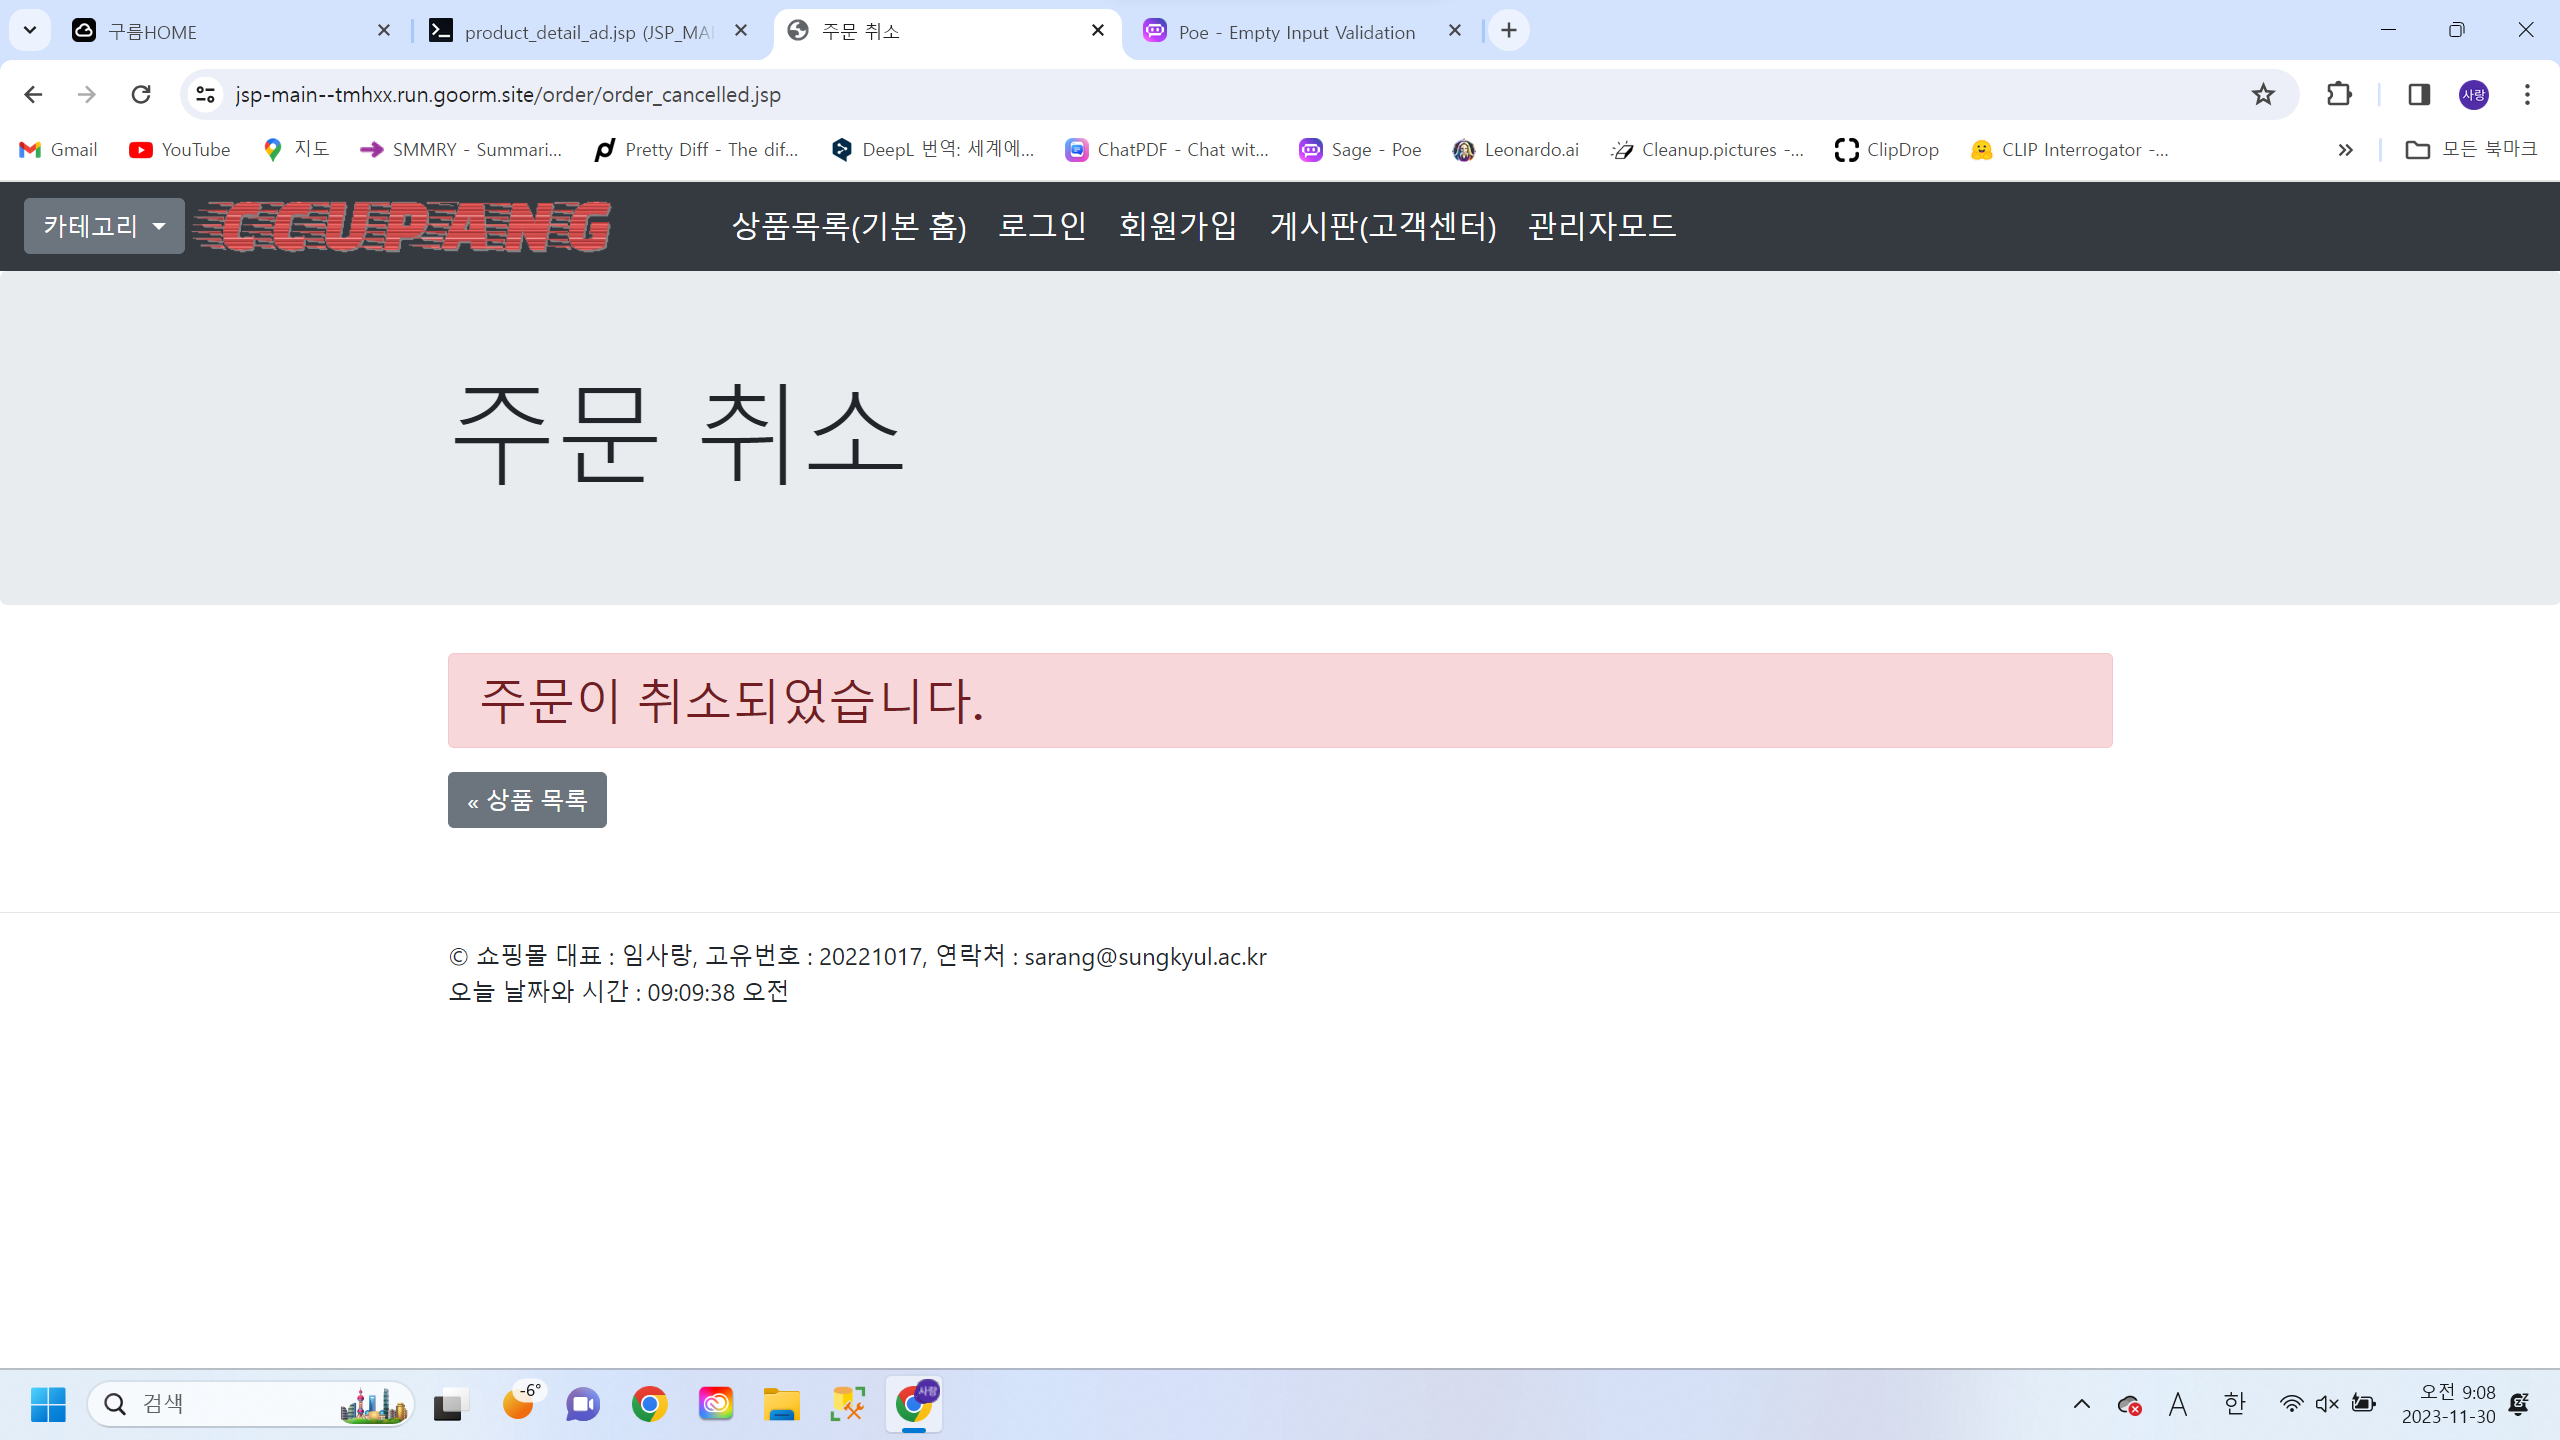 구름HOME
product_detail_ad.jsp (JSP_MAI
주문 취소
Poe - Empty Input Validation
jsp-main--tmhxx.run.goorm.site/order/order_cancelled.jsp
사랑
Gmail
YouTube
지도
SMMRY - Summari...
Pretty Diff - The dif...
DeepL 번역: 세계에...
ChatPDF - Chat wit...
Sage - Poe
Leonardo.ai
Cleanup.pictures -...
ClipDrop
CLIP Interrogator -...
모든 북마크
카테고리
CCUPANG
상품목록(기본 홈)
로그인
회원가입
게시판(고객센터)
관리자모드
주문 취소
주문이 취소되었습니다.
« 상품 목록
© 쇼핑몰 대표 : 임사랑, 고유번호 : 20221017, 연락처 : sarang@sungkyul.ac.kr
오늘 날짜와 시간 : 09:09:38 오전
검색
-6°
사랑
A
한
오전 9:08
2023-11-30